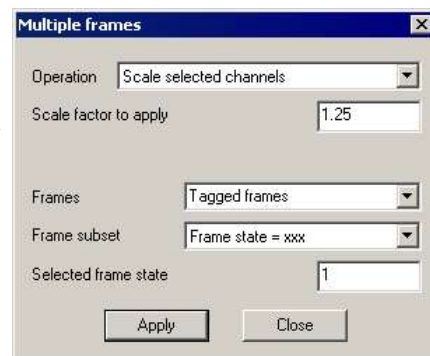 Multiple frames
Operation Scale selected channels
Scale factor to apply 1.25
Frames Tagged frames
Frame subset Frame state = xxx
Selected frame state 1
Apply Close